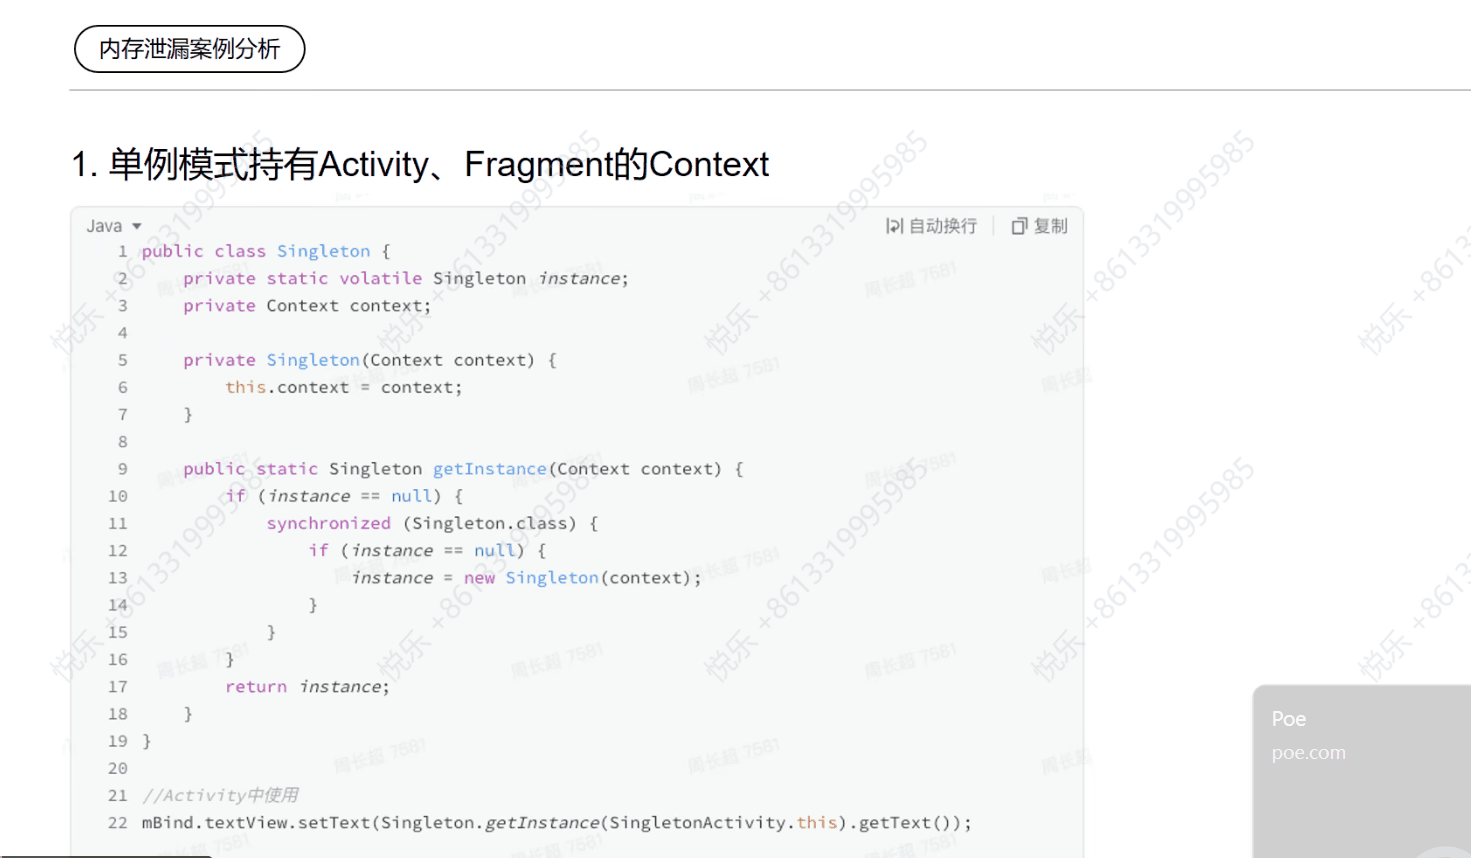 内存泄漏案例分析
1. 单例模式持有Activity、Fragment的Context
Java
自动换行
复制
1 public class Singleton {
2     private static volatile Singleton instance;
3     private Context context;
4
5     private Singleton(Context context) {
6         this.context = context;
7     }
8
9     public static Singleton getInstance(Context context) {
10         if (instance == null) {
11             synchronized (Singleton.class) {
12                 if (instance == null) {
13                     instance = new Singleton(context);
14                 }
15             }
16         }
17         return instance;
18     }
19 }
20
21 //Activity中使用
22 mBind.textView.setText(Singleton.getInstance(SingletonActivity.this).getText());
Poe
poe.com
悦乐 +8613319995985
周长超 7581